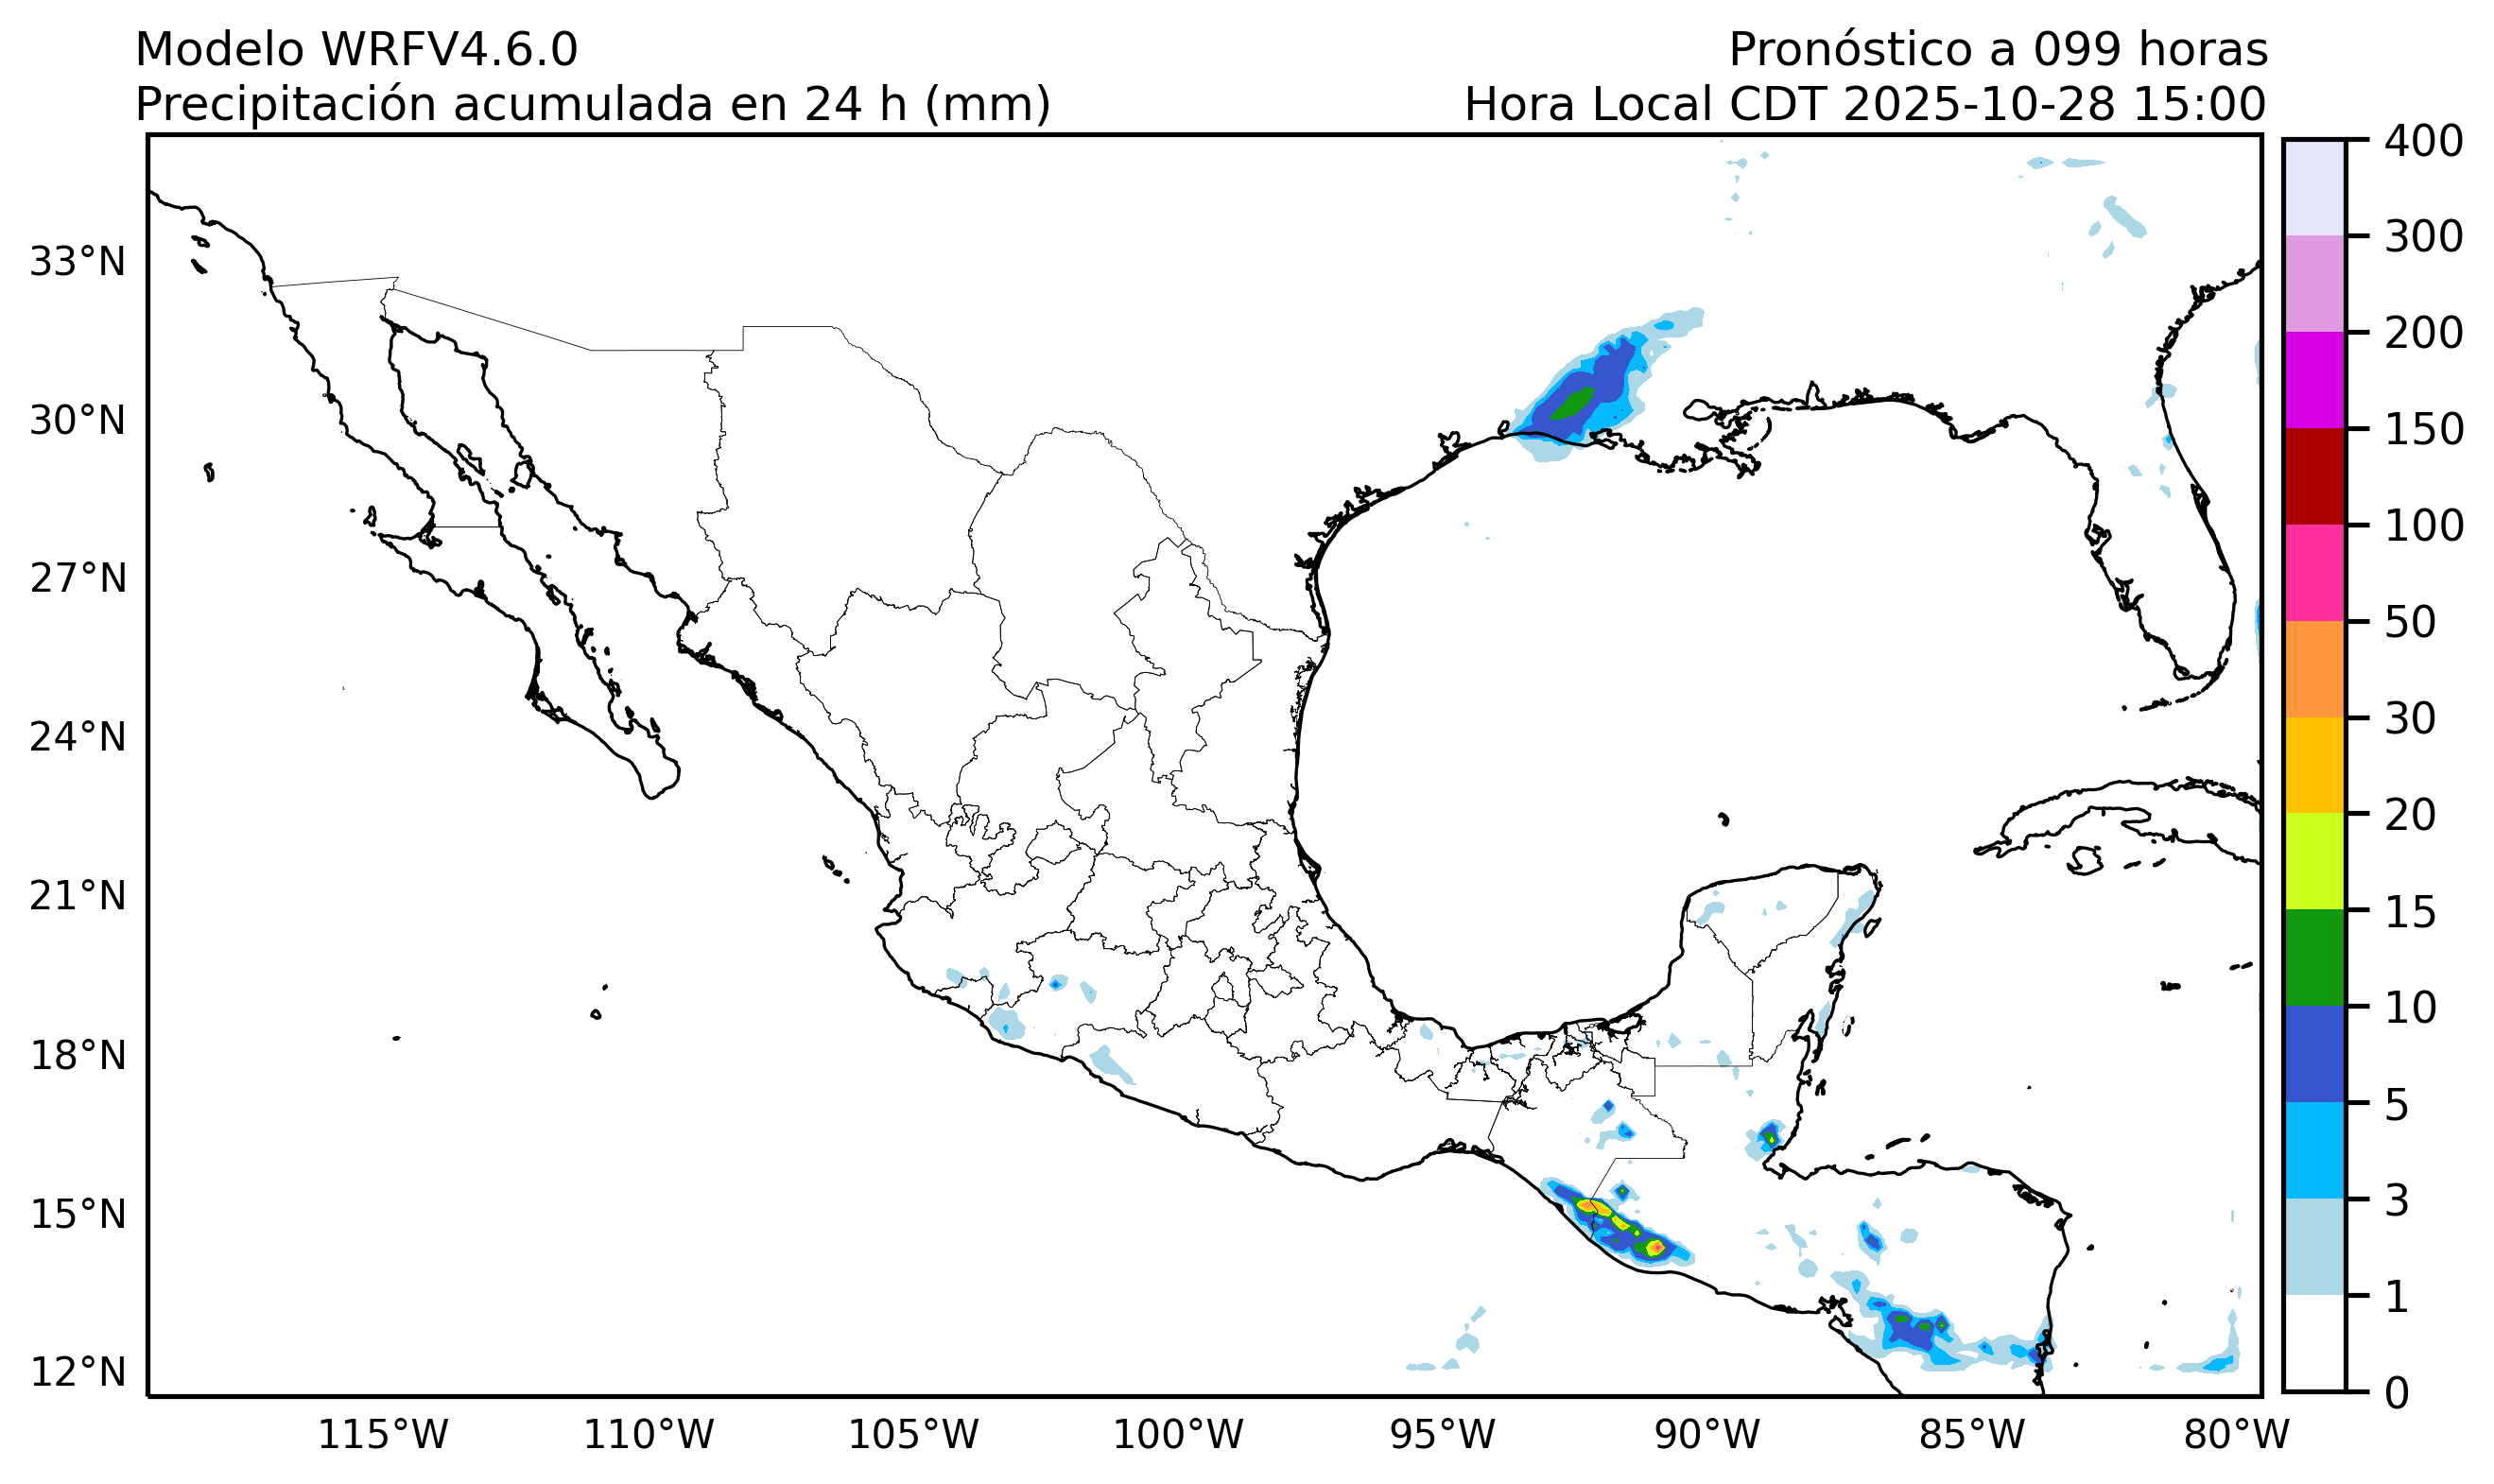 Modelo WRFV4.6.0
Pronóstico a 099 horas
Precipitación acumulada en 24 h (mm)
Hora Local CDT 2025-10-28 15:00
400
300
200
150
100
50
30
20
15
10
5
3
1
0
33°N
30°N
27°N
24°N
21°N
18°N
15°N
12°N
115°W
110°W
105°W
100°W
95°W
90°W
85°W
80°W